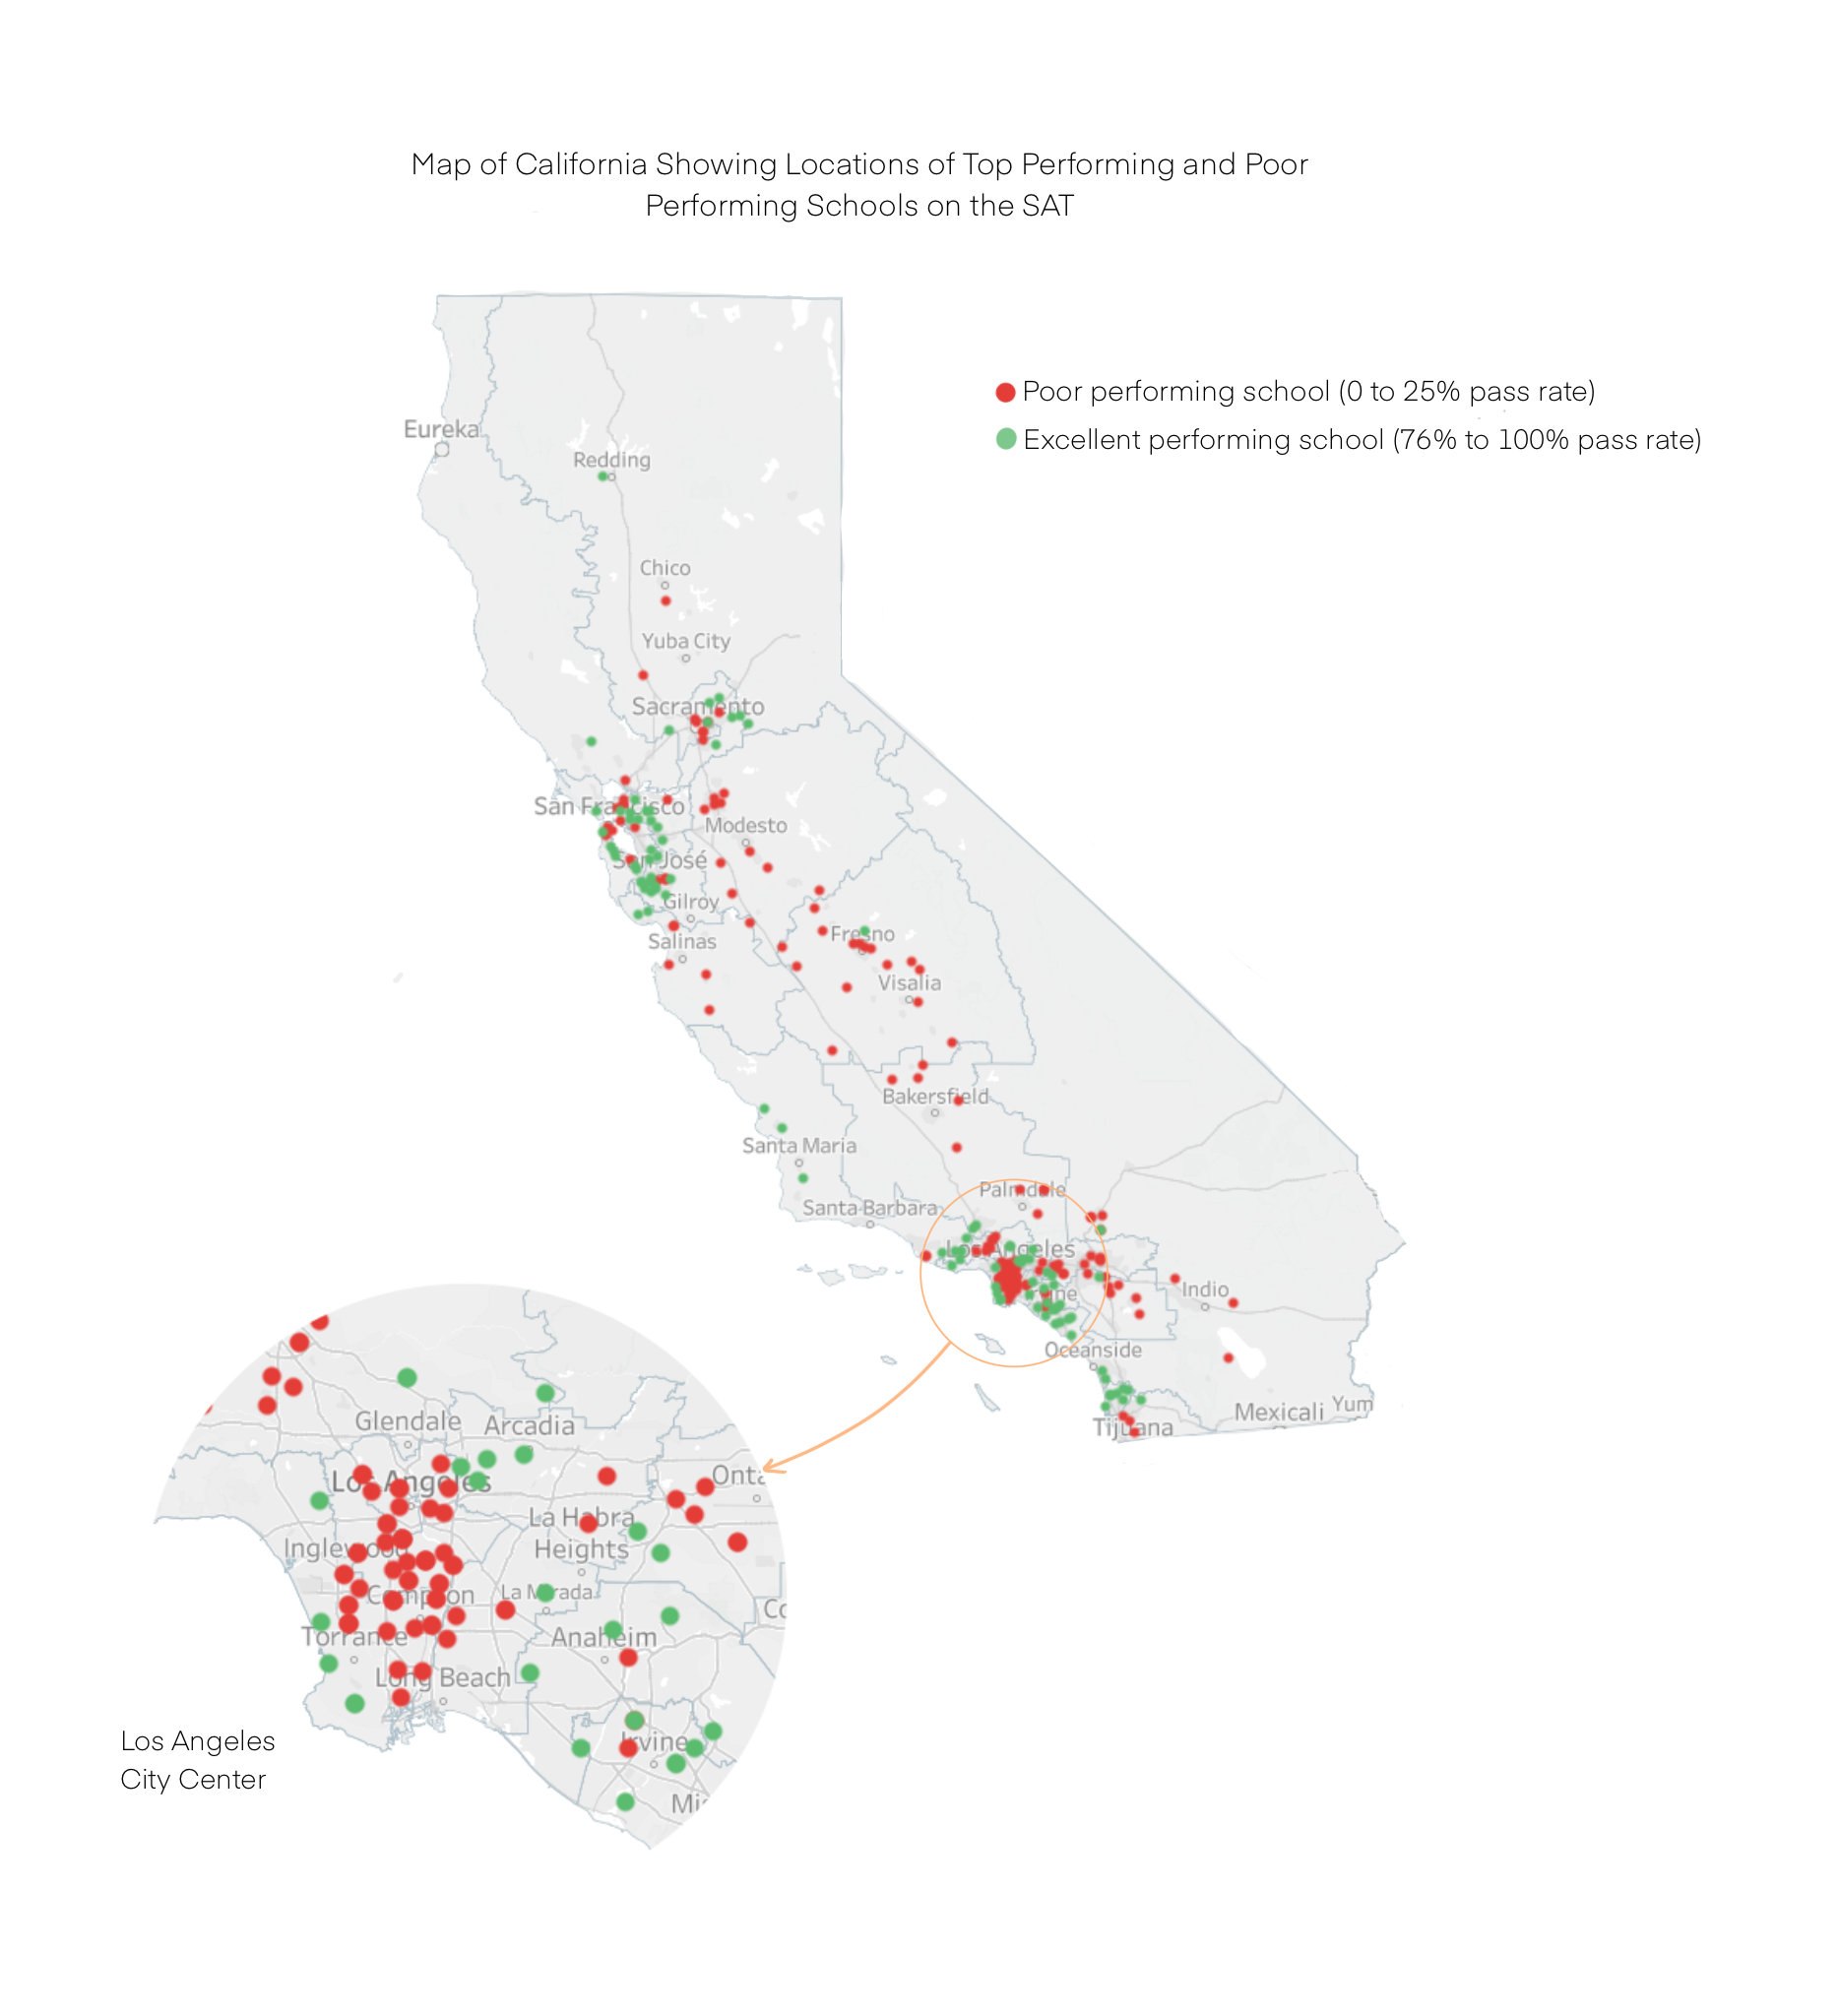 Map of California Showing Locations of Top Performing and Poor
Performing Schools on the SAT
Poor performing school (0 to 25% pass rate)
Excellent performing school (76% to 100% pass rate)
Eureka
Redding
Chico
Yuba City
Sacramento
San Francisco
Modesto
San José
Gilroy
Salinas
Fresno
Visalia
Bakersfield
Santa Maria
Palmdale
Santa Barbara
Los Angeles
Irvine
Indio
Oceanside
Mexicali
Yum
Tijuana
Glendale
Arcadia
Los Angeles
Onta
La Habra
Heights
Inglewood
Compton
La Mirada
Co
Torrance
Anaheim
Long Beach
Irvine
Mis
Los Angeles
City Center